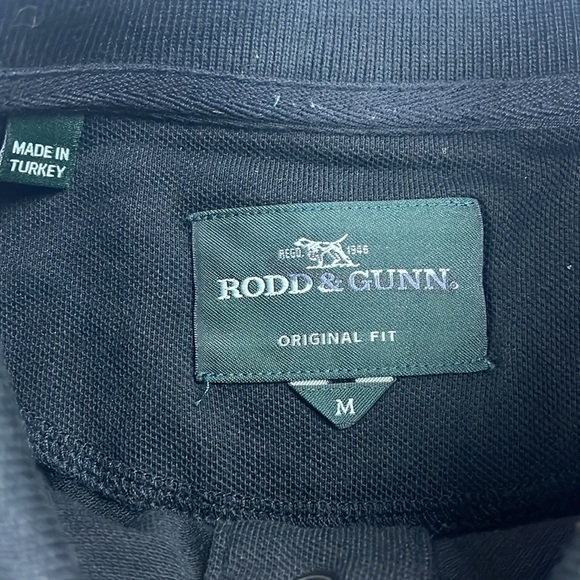 MADE IN
TURKEY
REGD. 1946
RODD & GUNN.
ORIGINAL FIT
M